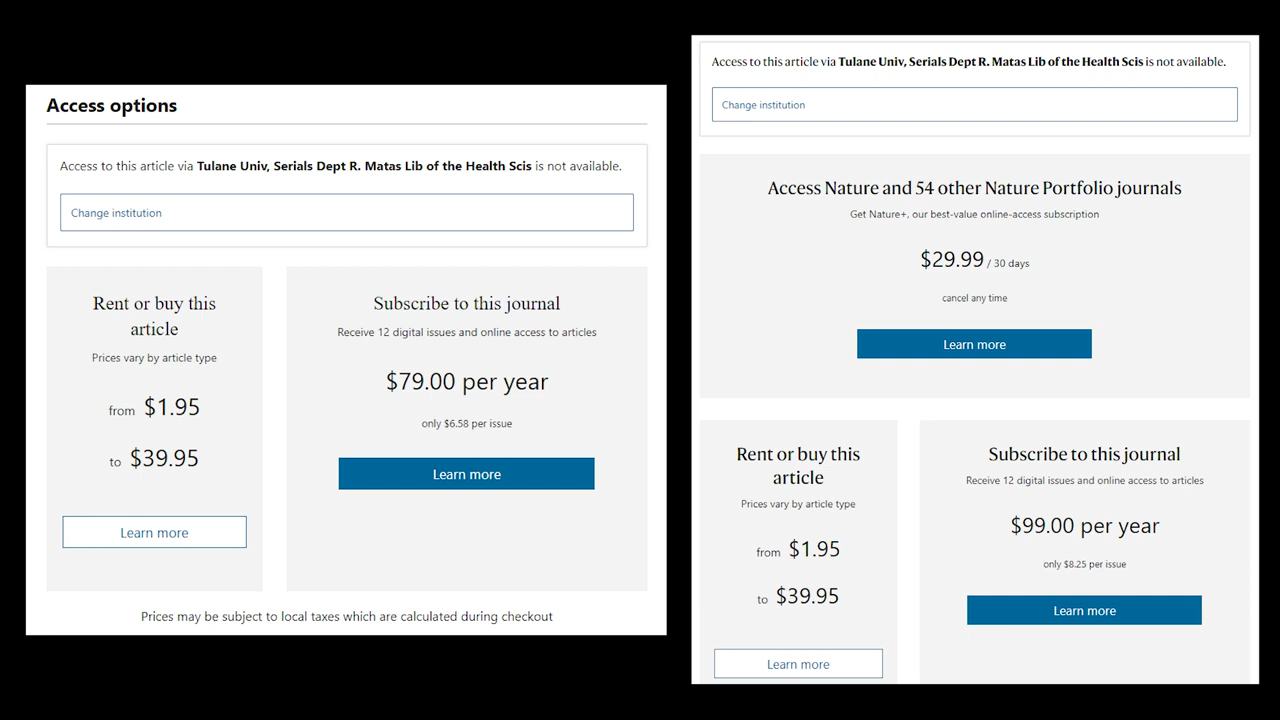 Access options
Access to this article via Tulane Univ, Serials Dept R. Matas Lib of the Health Scis is not available.
Change institution
Rent or buy this
article
Prices vary by article type
from $1.95
to $39.95
Learn more
Subscribe to this journal
Receive 12 digital issues and online access to articles
$79.00 per year
only $6.58 per issue
Learn more
Prices may be subject to local taxes which are calculated during checkout
Access to this article via Tulane Univ, Serials Dept R. Matas Lib of the Health Scis is not available.
Change institution
Access Nature and 54 other Nature Portfolio journals
Get Nature+, our best-value online-access subscription
$29.99 / 30 days
cancel any time
Learn more
Rent or buy this
article
Prices vary by article type
from $1.95
to $39.95
Learn more
Subscribe to this journal
Receive 12 digital issues and online access to articles
$99.00 per year
only $8.25 per issue
Learn more